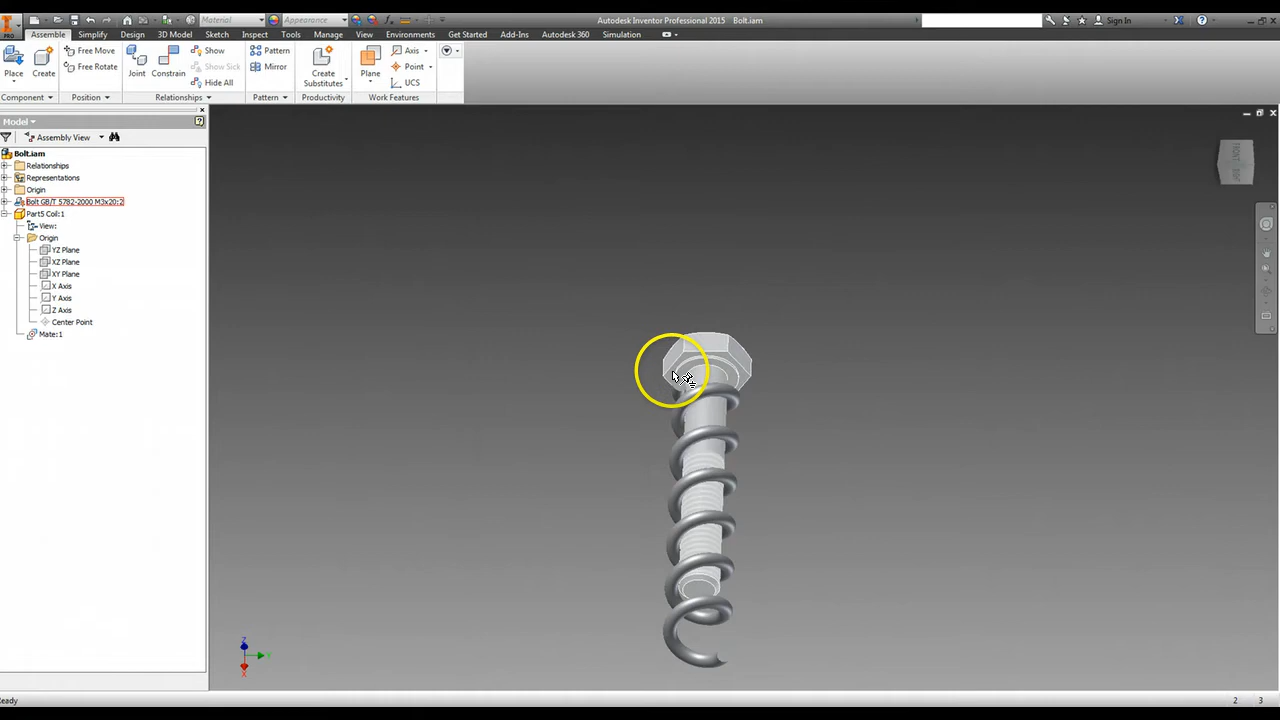 Material
Appearance
Autodesk Inventor Professional 2015 Bolt.iam
Sign In
PRO
Assemble Simplify Design 3D Model Sketch Inspect Tools Manage View Environments Get Started Add-Ins Autodesk 360 Simulation
Place
Create
Free Move
Free Rotate
Joint
Constrain
Show
Show Sick
Hide All
Pattern
Mirror
Create
Substitutes
Plane
Axis
Point
UCS
Component
Position
Relationships
Pattern
Productivity
Work Features
Model
Assembly View
Bolt.iam
Relationships
Representations
Origin
Bolt GB/T 5782-2000 M3x20:2
Part5 Coil:1
View:
Origin
YZ Plane
XZ Plane
XY Plane
X Axis
Y Axis
Z Axis
Center Point
Mate:1
FRONT
Z
Y
X
Ready
2 3